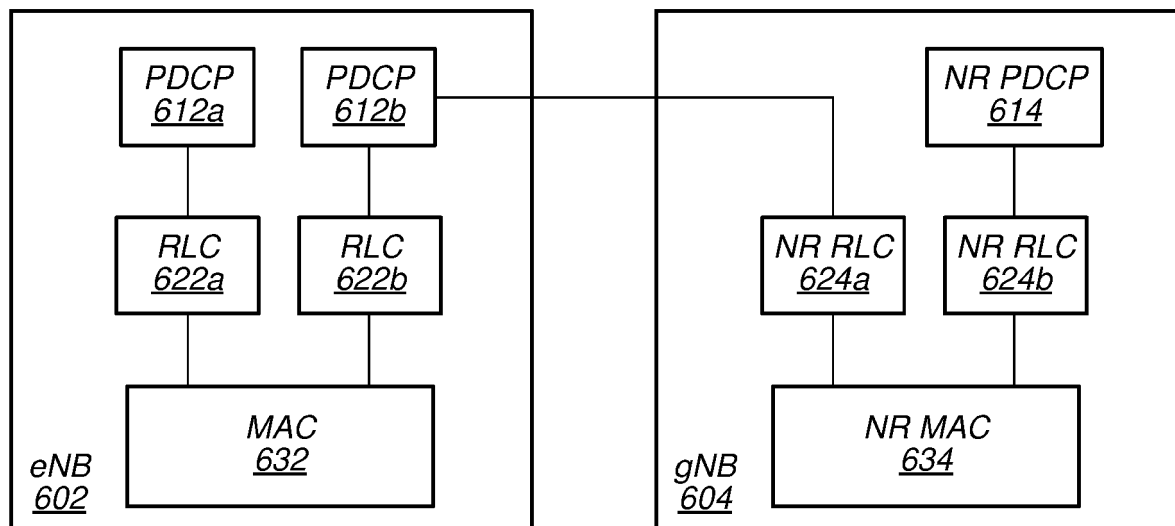 PDCP
612a
PDCP
612b
NR PDCP
614
RLC
622a
RLC
622b
NR RLC
624a
NR RLC
624b
MAC
632
NR MAC
634
eNB
602
gNB
604